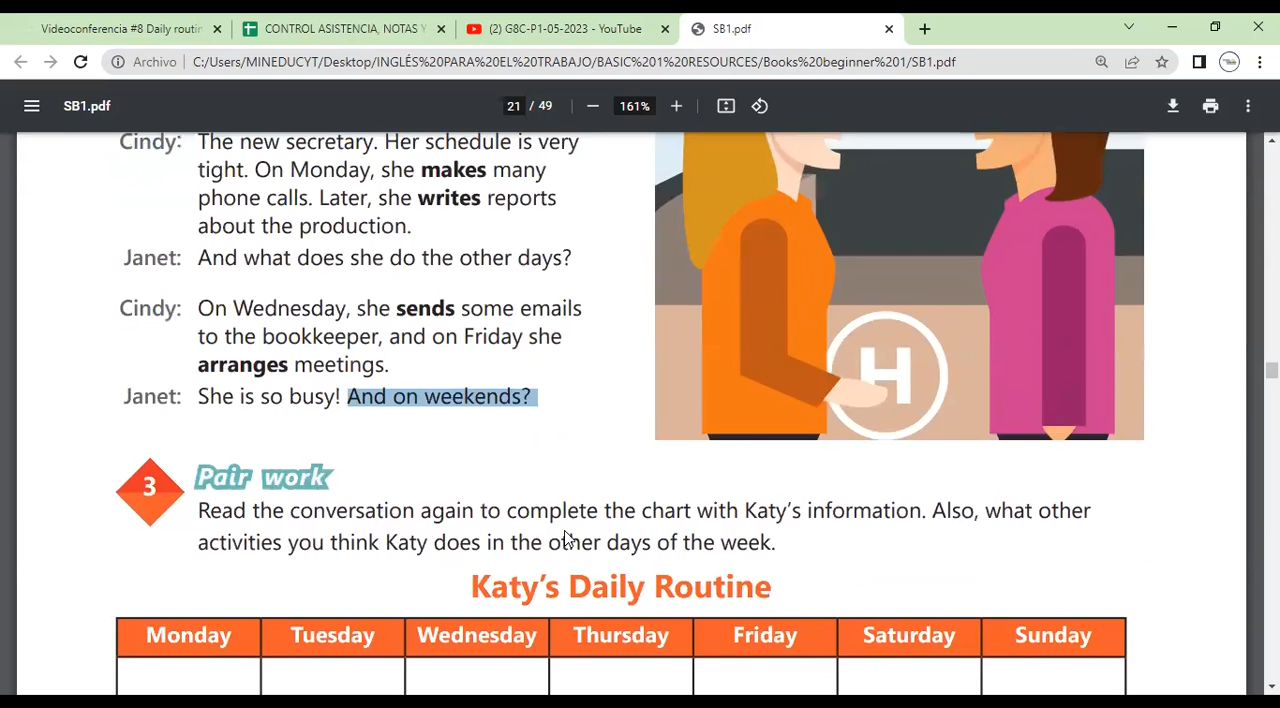 Videoconferencia #8 Daily routin
CONTROL ASISTENCIA, NOTAS Y
(2) G8C-P1-05-2023 - YouTube
SB1.pdf
Archivo
C:/Users/MINEDUCYT/Desktop/INGLÉS%20PARA%20EL%20TRABAJO/BASIC%201%20RESOURCES/Books%20beginner%201/SB1.pdf
SB1.pdf
21 / 49
161%
Cindy: The new secretary. Her schedule is very
tight. On Monday, she makes many
phone calls. Later, she writes reports
about the production.
Janet: And what does she do the other days?
Cindy: On Wednesday, she sends some emails
to the bookkeeper, and on Friday she
arranges meetings.
Janet: She is so busy! And on weekends?
H
3
Pair work
Read the conversation again to complete the chart with Katy's information. Also, what other
activities you think Katy does in the other days of the week.
Katy's Daily Routine
Monday Tuesday Wednesday Thursday Friday Saturday Sunday